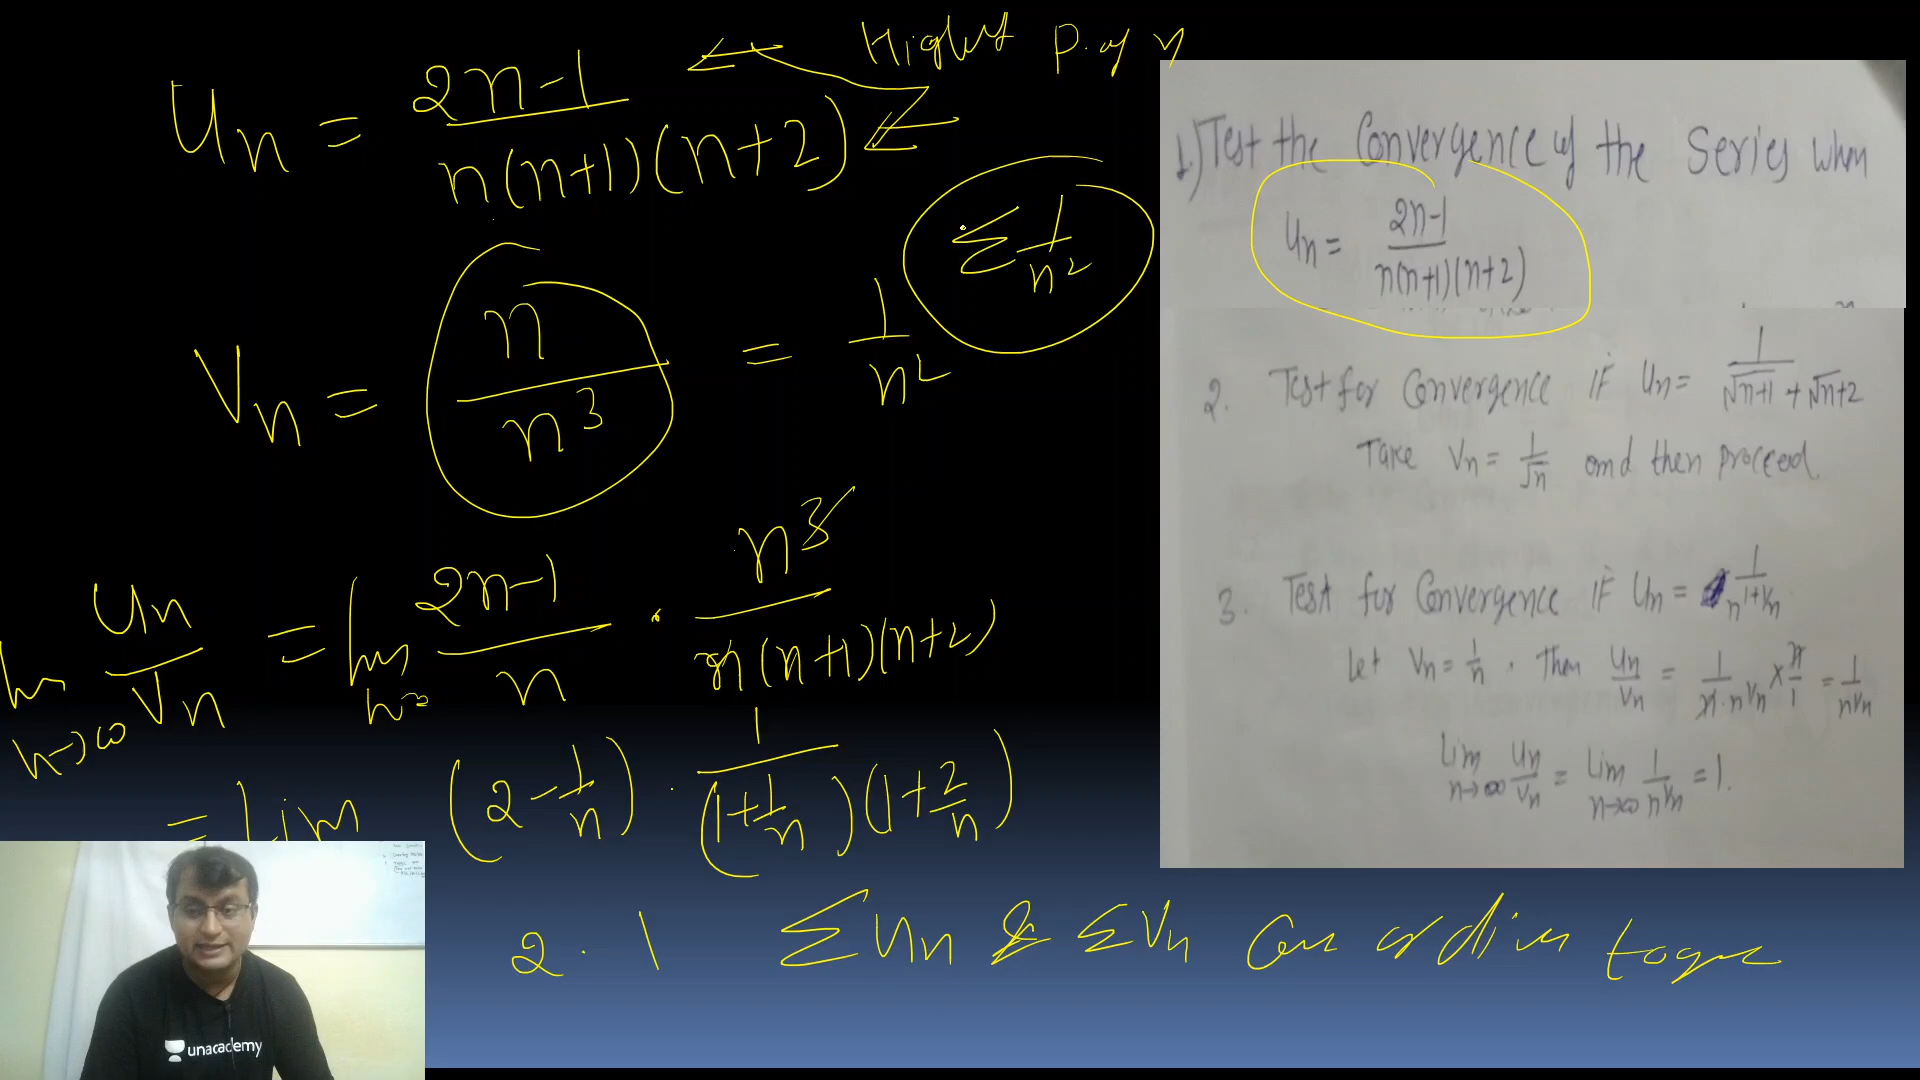 Highest P. of n
Un = 2n-1 / n(n+1)(n+2)
Vn = n / n³ = 1 / n²
Σ 1/n²
lim n→∞ Un / Vn = lim n→∞ 2n-1 / n · n³ / n(n+1)(n+2)
= Lim (2 - 1/n) · 1 / (1+1/n)(1+2/n)
2 . 1
ΣUn & ΣVn Con or div
1) Test the Convergence of the Series when
Un = 2n-1 / n(n+1)(n+2)
2. Test for Convergence if Un = 1 / √n+1 + √n+2
Take Vn = 1/√n and then proceed.
3. Test for Convergence if Un = 1 / n^1+1/n
Let Vn = 1/n . Then Un/Vn = 1 / n·n^1/n × n/1 = 1 / n^1/n
Lim n→∞ Un/Vn = Lim n→∞ 1 / n^1/n = 1.
unacademy